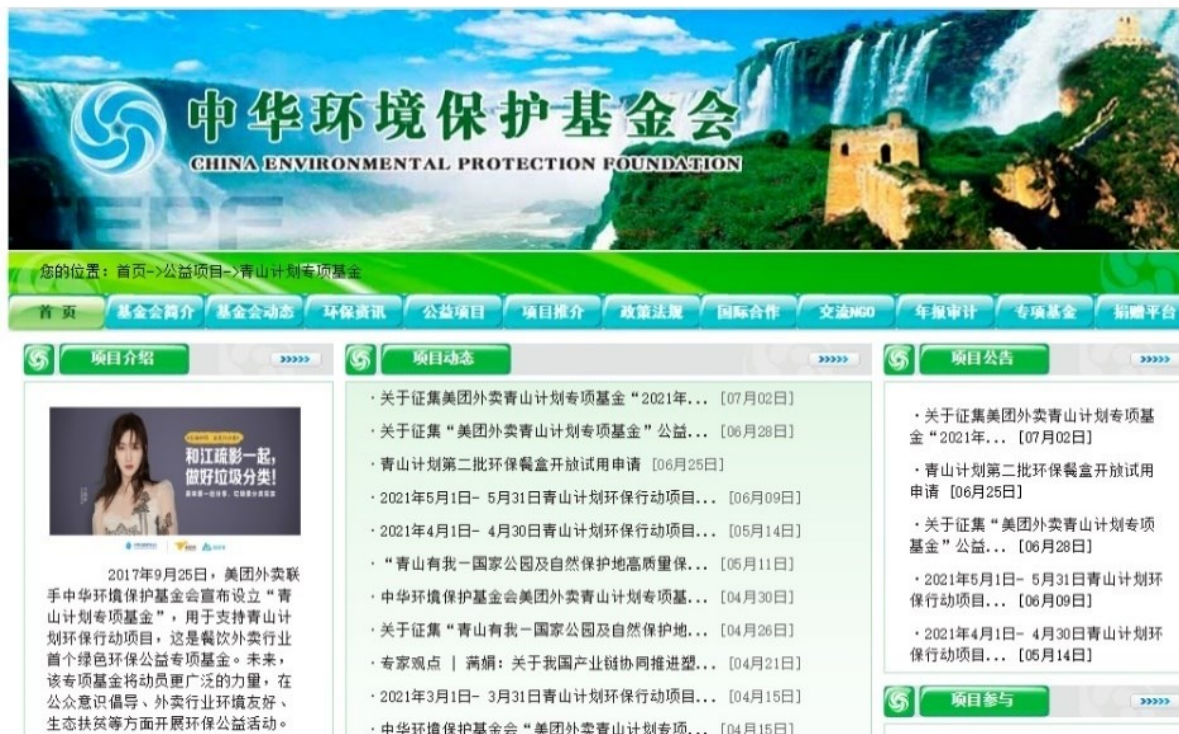 中华环境保护基金会
CHINA ENVIRONMENTAL PROTECTION FOUNDATION
CEPF
您的位置：首页->公益项目->青山计划专项基金
首 页 基金会简介 基金会动态 环保资讯 公益项目 项目推介 政策法规 国际合作 交流NGO 年报审计 专项基金 捐赠平台
项目介绍
和江疏影一起，
做好垃圾分类！
2017年9月25日，美团外卖联
手中华环境保护基金会宣布设立“青
山计划专项基金”，用于支持青山计
划环保行动项目，这是餐饮外卖行业
首个绿色环保公益专项基金。未来，
该专项基金将动员更广泛的力量，在
公众意识倡导、外卖行业环境友好、
生态扶贫等方面开展环保公益活动。
项目动态
·关于征集美团外卖青山计划专项基金“2021年... [07月02日]
·关于征集“美团外卖青山计划专项基金”公益... [06月28日]
·青山计划第二批环保餐盒开放试用申请 [06月25日]
·2021年5月1日- 5月31日青山计划环保行动项目... [06月09日]
·2021年4月1日- 4月30日青山计划环保行动项目... [05月14日]
·“青山有我—国家公园及自然保护地高质量保... [05月11日]
·中华环境保护基金会美团外卖青山计划专项基... [04月30日]
·关于征集“青山有我—国家公园及自然保护地... [04月26日]
·专家观点 | 满娟：关于我国产业链协同推进塑... [04月21日]
·2021年3月1日- 3月31日青山计划环保行动项目... [04月15日]
·中华环境保护基金会“美团外卖青山计划专项... [04月15日]
项目公告
·关于征集美团外卖青山计划专项基
金“2021年... [07月02日]
·青山计划第二批环保餐盒开放试用
申请 [06月25日]
·关于征集“美团外卖青山计划专项
基金”公益... [06月28日]
·2021年5月1日- 5月31日青山计划环
保行动项目... [06月09日]
·2021年4月1日- 4月30日青山计划环
保行动项目... [05月14日]
项目参与